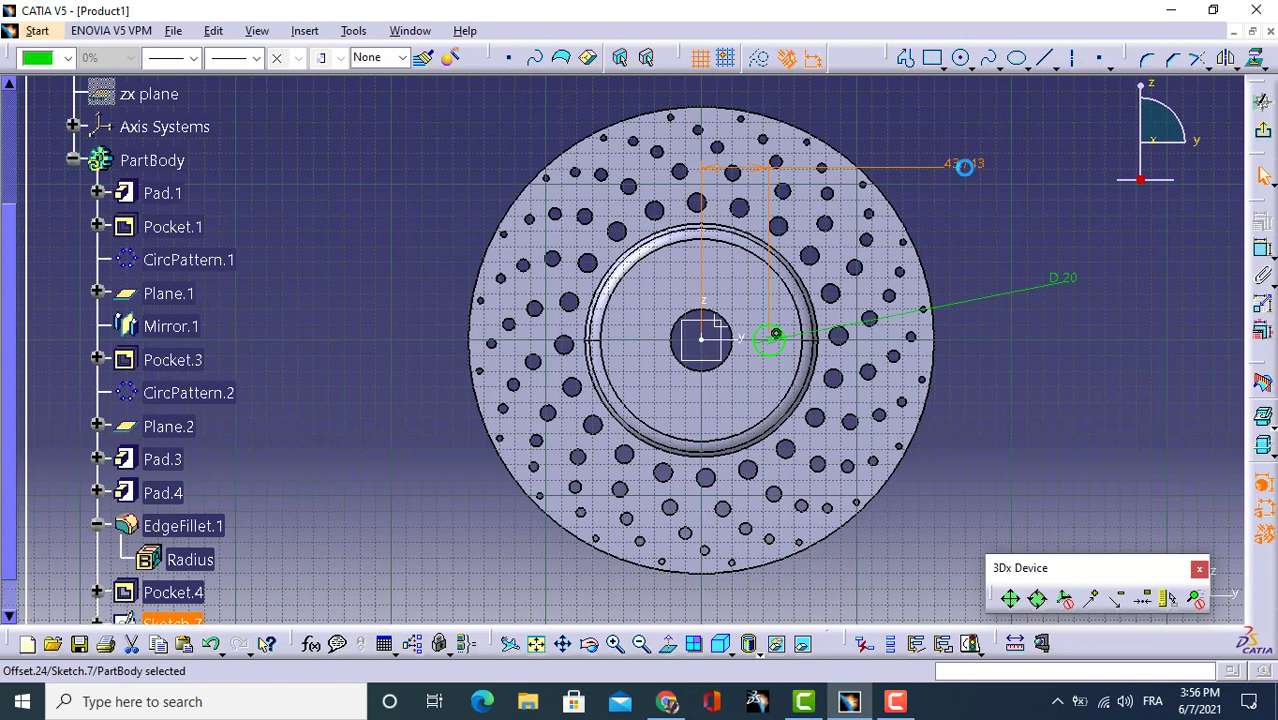 CATIA V5 - [Product1]
Start ENOVIA V5 VPM File Edit View Insert Tools Window Help
0% None
zx plane
Axis Systems
PartBody
Pad.1
Pocket.1
CircPattern.1
Plane.1
Mirror.1
Pocket.3
CircPattern.2
Plane.2
Pad.3
Pad.4
EdgeFillet.1
Radius
Pocket.4
Sketch.7
z
x y
D 20
z
y
3Dx Device
z
y
f(x)
CATIA
Offset.24/Sketch.7/PartBody selected
Type here to search
FRA
3:56 PM
6/7/2021